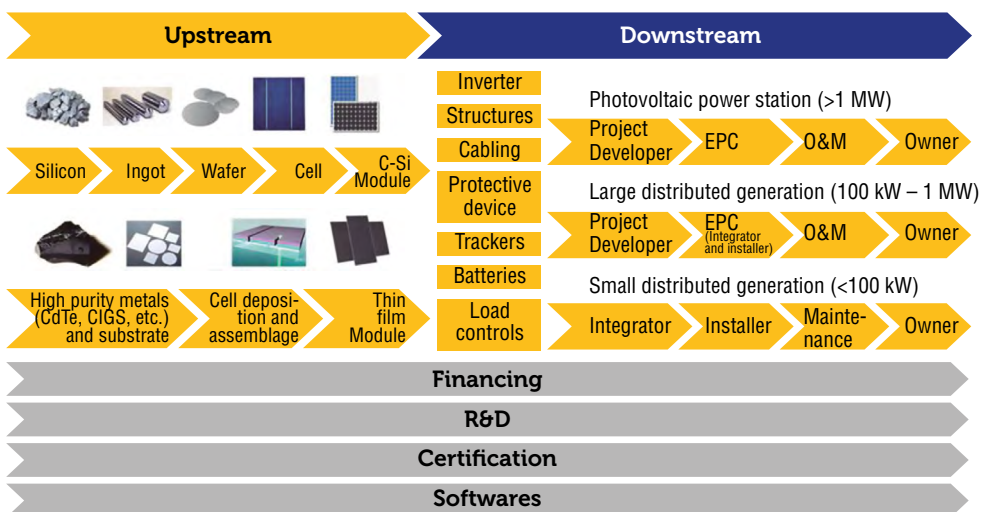 Upstream
Downstream
Silicon
Ingot
Wafer
Cell
C-Si
Module
High purity metals
(CdTe, CIGS, etc.)
and substrate
Cell deposi-
tion and
assemblage
Thin
film
Module
Inverter
Structures
Cabling
Protective
device
Trackers
Batteries
Load
controls
Photovoltaic power station (>1 MW)
Project
Developer
EPC
O&M
Owner
Large distributed generation (100 kW – 1 MW)
Project
Developer
EPC
(Integrator
and installer)
O&M
Owner
Small distributed generation (<100 kW)
Integrator
Installer
Mainte-
nance
Owner
Financing
R&D
Certification
Softwares